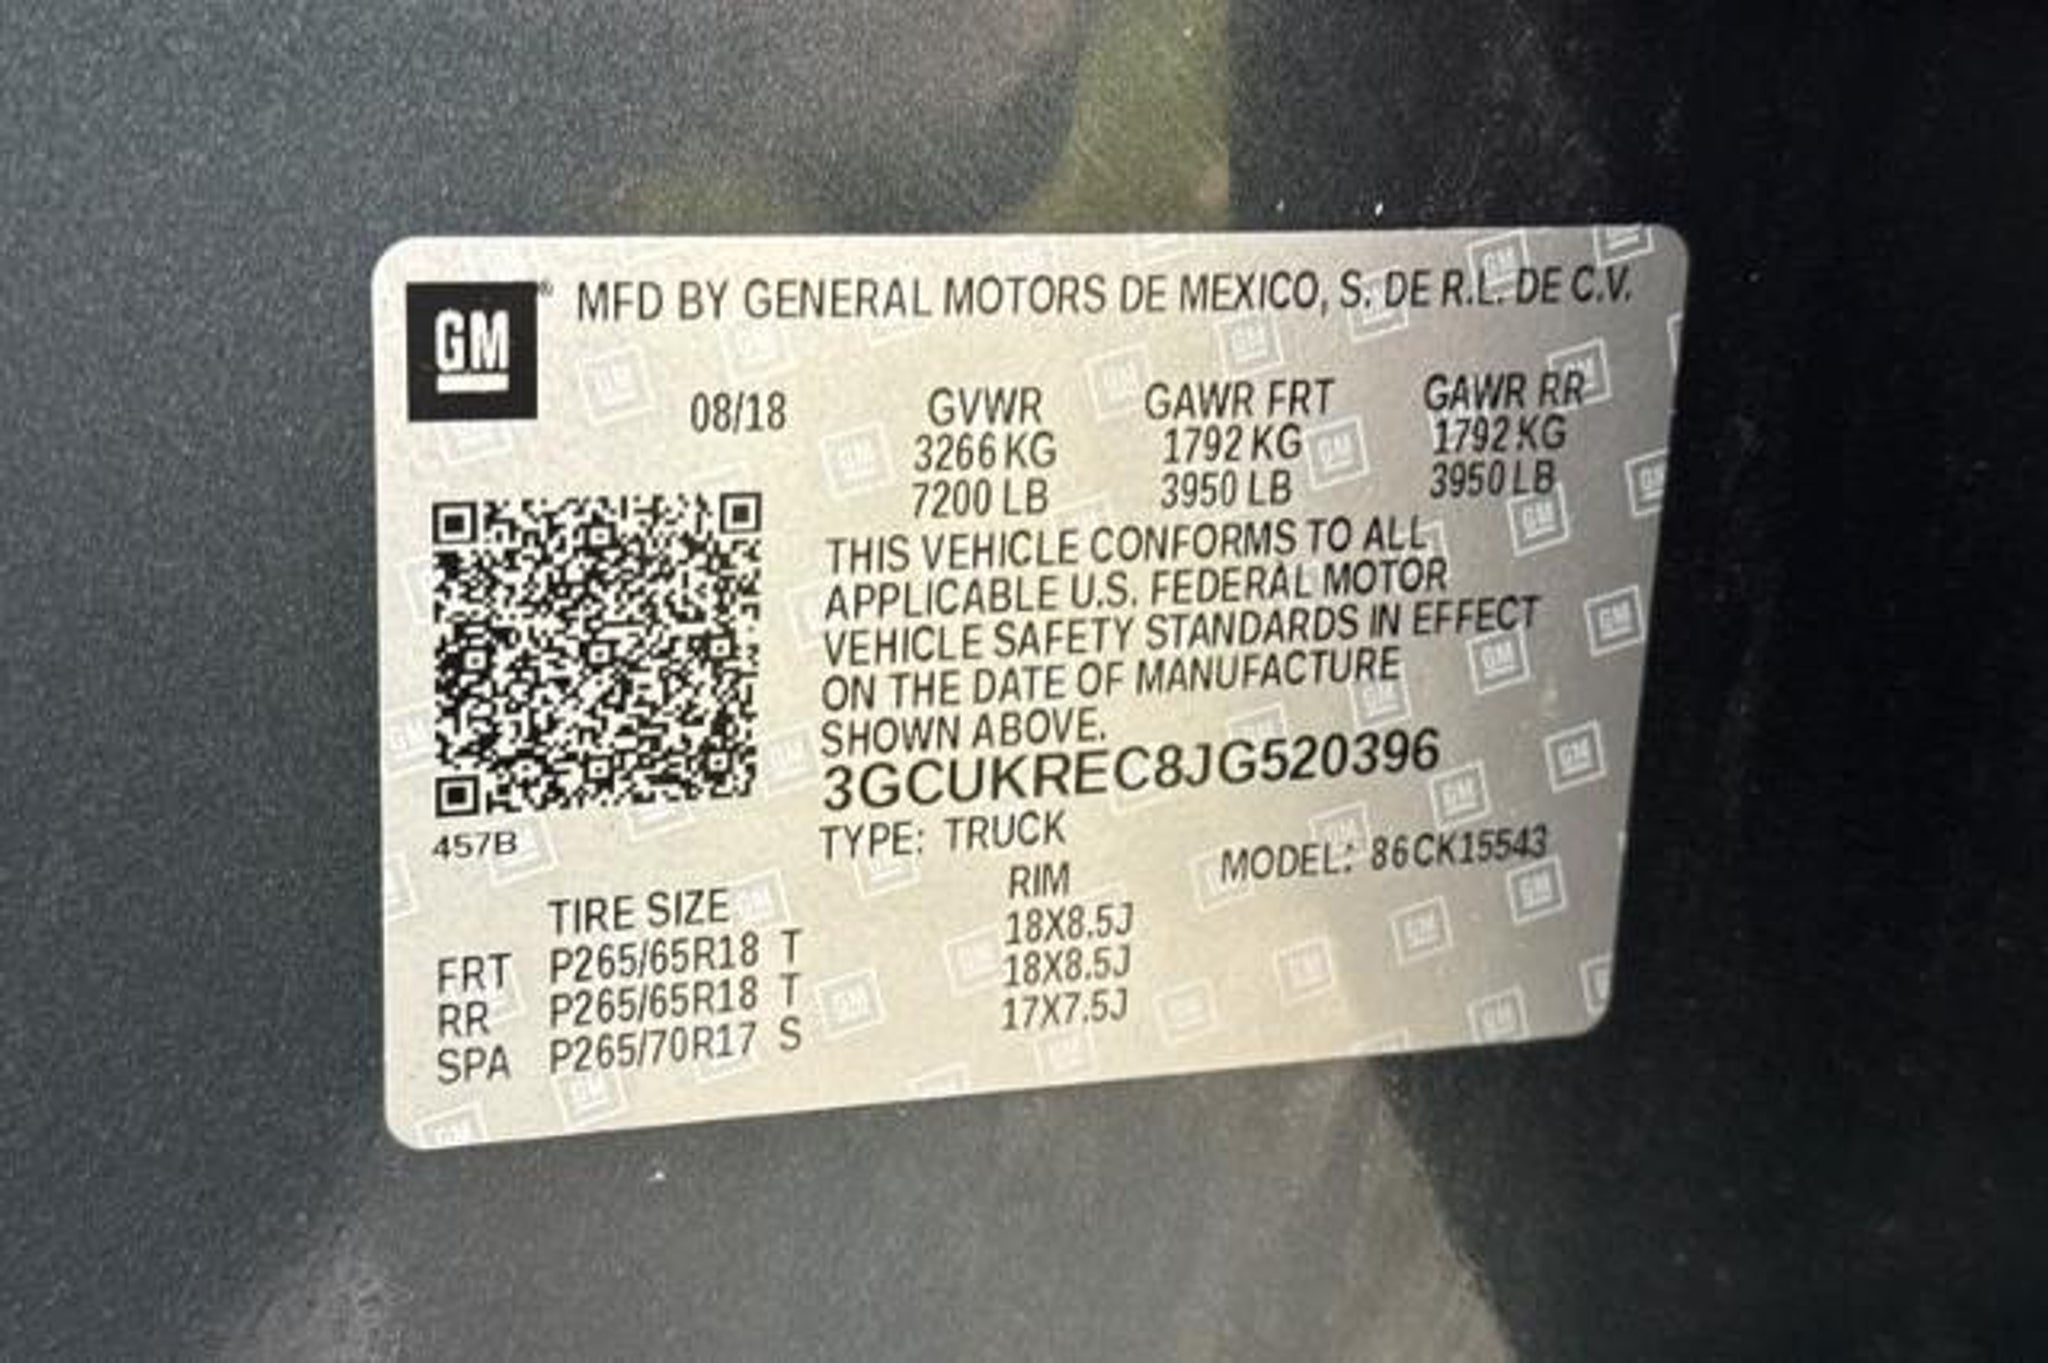 GM ® MFD BY GENERAL MOTORS DE MEXICO, S. DE R.L. DE C.V.
08/18 GVWR GAWR FRT GAWR RR
3266 KG 1792 KG 1792 KG
7200 LB 3950 LB 3950 LB
THIS VEHICLE CONFORMS TO ALL
APPLICABLE U.S. FEDERAL MOTOR
VEHICLE SAFETY STANDARDS IN EFFECT
ON THE DATE OF MANUFACTURE
SHOWN ABOVE.
3GCUKREC8JG520396
457B
TYPE: TRUCK MODEL: 86CK15543
TIRE SIZE RIM
FRT P265/65R18 T 18X8.5J
RR P265/65R18 T 18X8.5J
SPA P265/70R17 S 17X7.5J